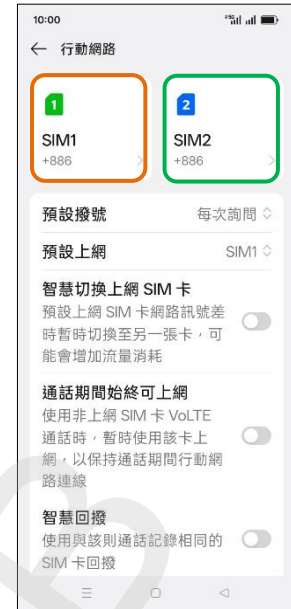 10:00
← 行動網路
1
2
SIM1
SIM2
+886
+886
預設撥號
每次詢問
預設上網
SIM1
智慧切換上網 SIM 卡
預設上網 SIM 卡網路訊號差
時暫時切換至另一張卡，可
能會增加流量消耗
通話期間始終可上網
使用非上網 SIM 卡 VoLTE
通話時，暫時使用該卡上
網，以保持通話期間行動網
路連線
智慧回撥
使用與該則通話記錄相同的
SIM 卡回撥